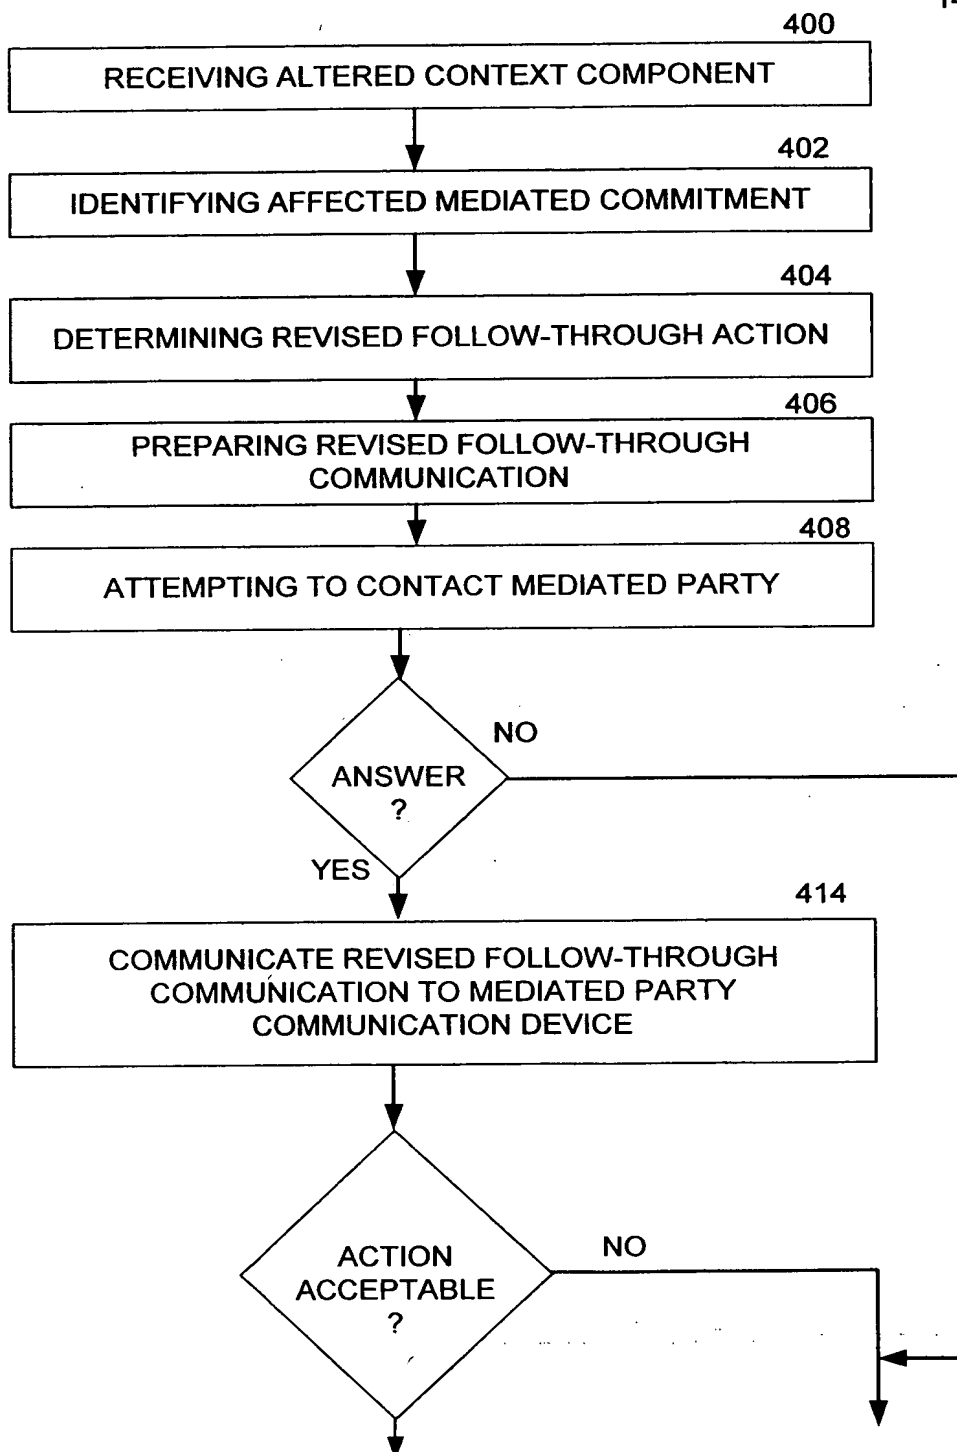 400
RECEIVING ALTERED CONTEXT COMPONENT
402
IDENTIFYING AFFECTED MEDIATED COMMITMENT
404
DETERMINING REVISED FOLLOW-THROUGH ACTION
406
PREPARING REVISED FOLLOW-THROUGH
COMMUNICATION
408
ATTEMPTING TO CONTACT MEDIATED PARTY
NO
ANSWER
?
YES
414
COMMUNICATE REVISED FOLLOW-THROUGH
COMMUNICATION TO MEDIATED PARTY
COMMUNICATION DEVICE
NO
ACTION
ACCEPTABLE
?